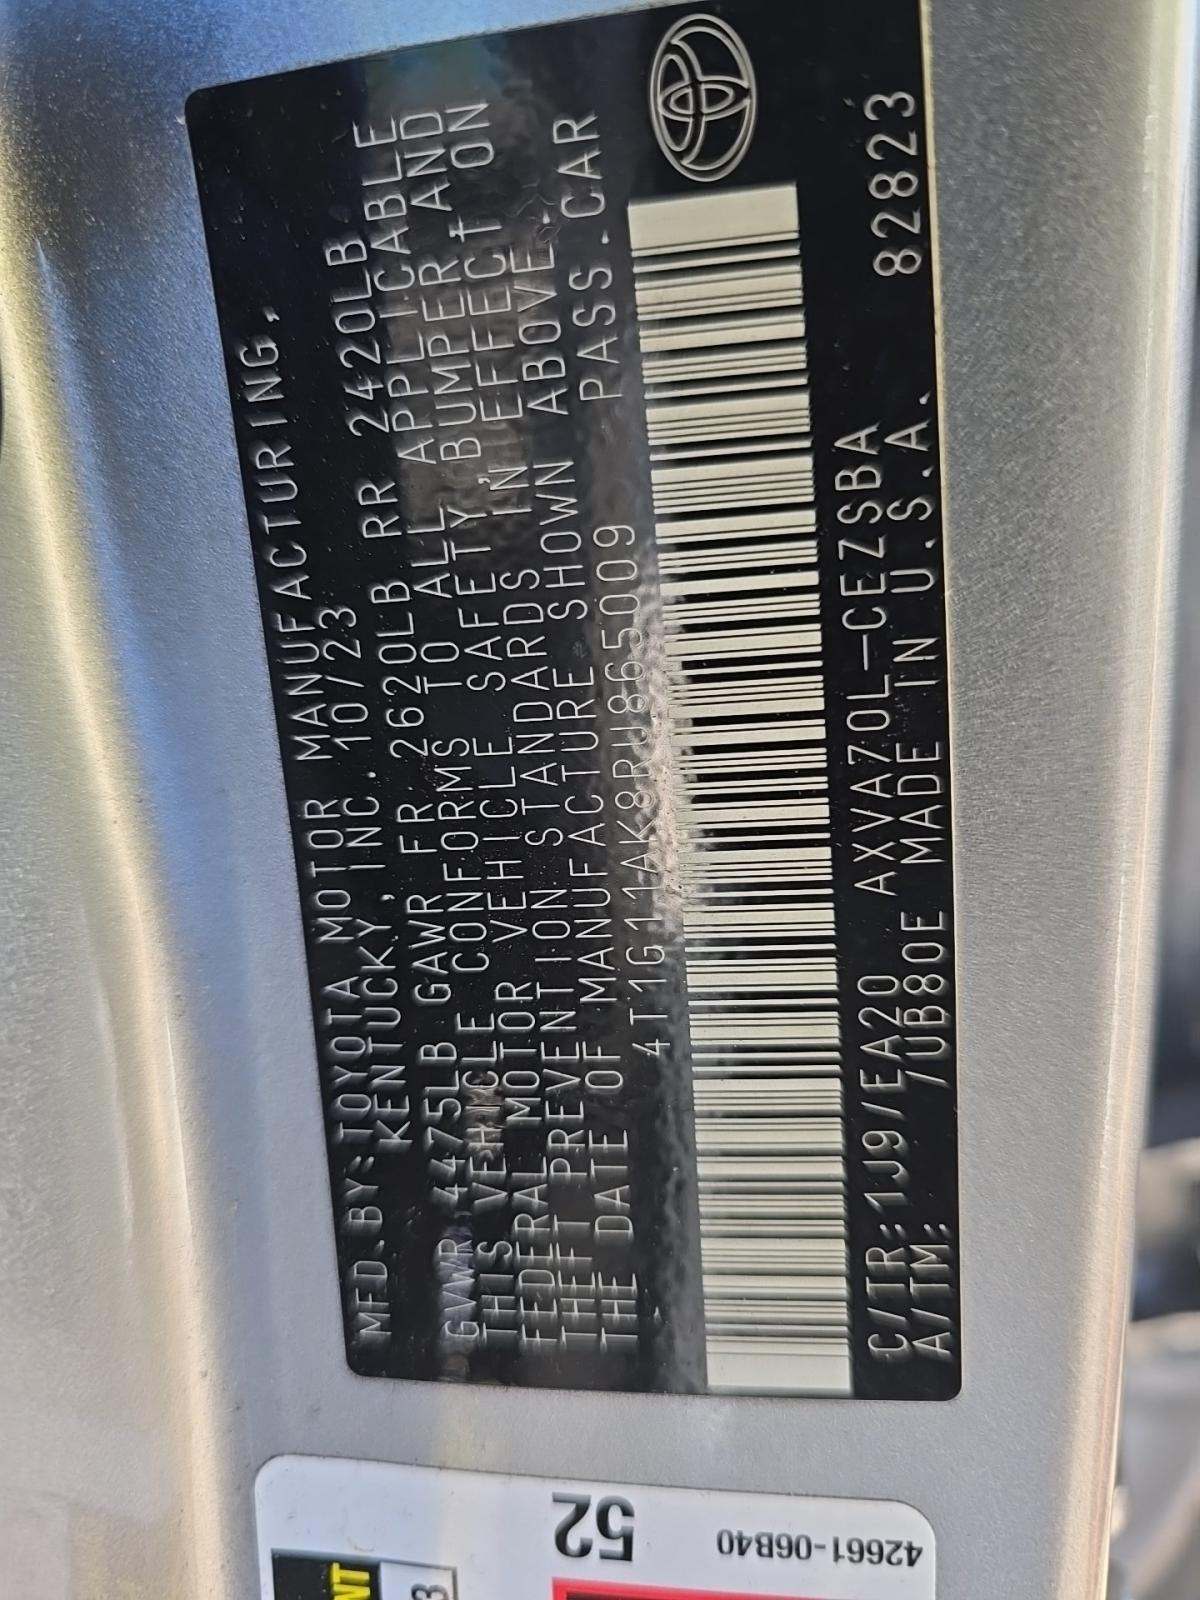 MFD.BY:TOYOTA MOTOR MANUFACTURING,
KENTUCKY, INC. 10/23
GVWR 4475LB GAWR FR 2620LB RR 2420LB
THIS VEHICLE CONFORMS TO ALL APPLICABLE
FEDERAL MOTOR VEHICLE SAFETY, BUMPER, AND
THEFT PREVENTION STANDARDS IN EFFECT ON
THE DATE OF MANUFACTURE SHOWN ABOVE.
4T1G11AK8RU865009 PASS.CAR
C/TR:1J9/EA20 AXVA70L-CEZSBA 82823
A/TM: /UB80E MADE IN U.S.A.
52
42661-06B40